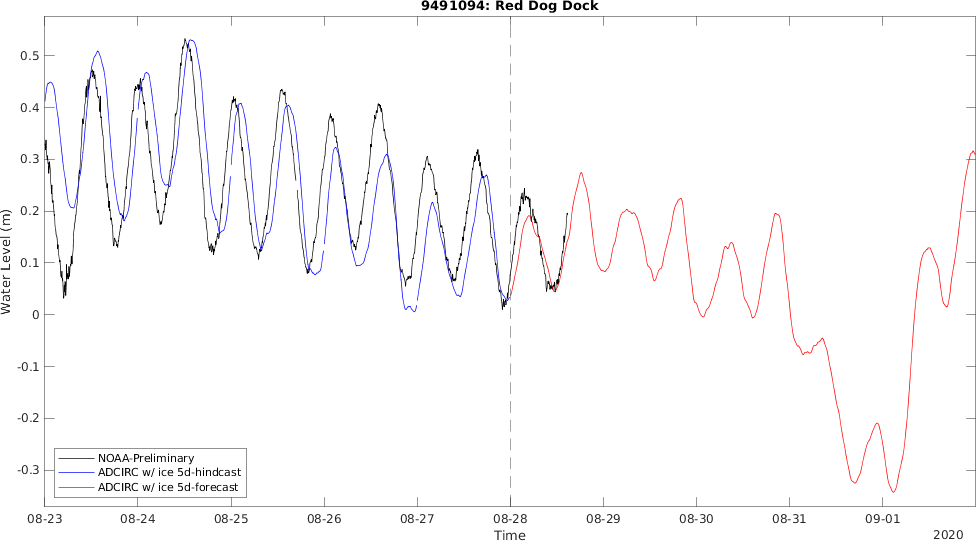 9491094: Red Dog Dock
Water Level (m)
0.5
0.4
0.3
0.2
0.1
0
-0.1
-0.2
-0.3
NOAA-Preliminary
ADCIRC w/ ice 5d-hindcast
ADCIRC w/ ice 5d-forecast
08-23 08-24 08-25 08-26 08-27 08-28 08-29 08-30 08-31 09-01
Time
2020